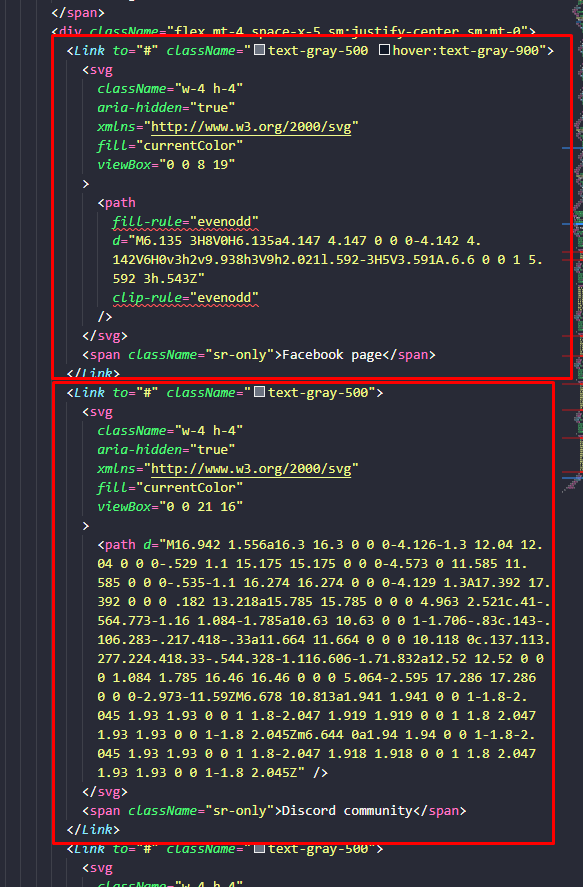 </span>
<div className="flex mt-4 space-x-5 sm:justify-center sm:mt-0">
<Link to="#" className="text-gray-500 hover:text-gray-900">
<svg
className="w-4 h-4"
aria-hidden="true"
xmlns="http://www.w3.org/2000/svg"
fill="currentColor"
viewBox="0 0 8 19"
>
<path
fill-rule="evenodd"
d="M6.135 3H8V0H6.135a4.147 4.147 0 0 0-4.142 4.
142V6H0v3h2v9.938h3V9h2.021l.592-3H5V3.591A.6.6 0 0 1 5.
592 3h.543Z"
clip-rule="evenodd"
/>
</svg>
<span className="sr-only">Facebook page</span>
</Link>
<Link to="#" className="text-gray-500">
<svg
className="w-4 h-4"
aria-hidden="true"
xmlns="http://www.w3.org/2000/svg"
fill="currentColor"
viewBox="0 0 21 16"
>
<path d="M16.942 1.556a16.3 16.3 0 0 0-4.126-1.3 12.04 12.
04 0 0 0-.529 1.1 15.175 15.175 0 0 0-4.573 0 11.585 11.
585 0 0 0-.535-1.1 16.274 16.274 0 0 0-4.129 1.3A17.392 17.
392 0 0 0 .182 13.218a15.785 15.785 0 0 0 4.963 2.521c.41-.
564.773-1.16 1.084-1.785a10.63 10.63 0 0 1-1.706-.83c.143-.
106.283-.217.418-.33a11.664 11.664 0 0 0 10.118 0c.137.113.
277.224.418.33-.544.328-1.116.606-1.71.832a12.52 12.52 0 0
0 1.084 1.785 16.46 16.46 0 0 0 5.064-2.595 17.286 17.286
0 0 0-2.973-11.59ZM6.678 10.813a1.941 1.941 0 0 1-1.8-2.
045 1.93 1.93 0 0 1 1.8-2.047 1.919 1.919 0 0 1 1.8 2.047
1.93 1.93 0 0 1-1.8 2.045Zm6.644 0a1.94 1.94 0 0 1-1.8-2.
045 1.93 1.93 0 0 1 1.8-2.047 1.918 1.918 0 0 1 1.8 2.047
1.93 1.93 0 0 1-1.8 2.045Z" />
</svg>
<span className="sr-only">Discord community</span>
</Link>
<Link to="#" className="text-gray-500">
<svg
className="w-4 h-4"